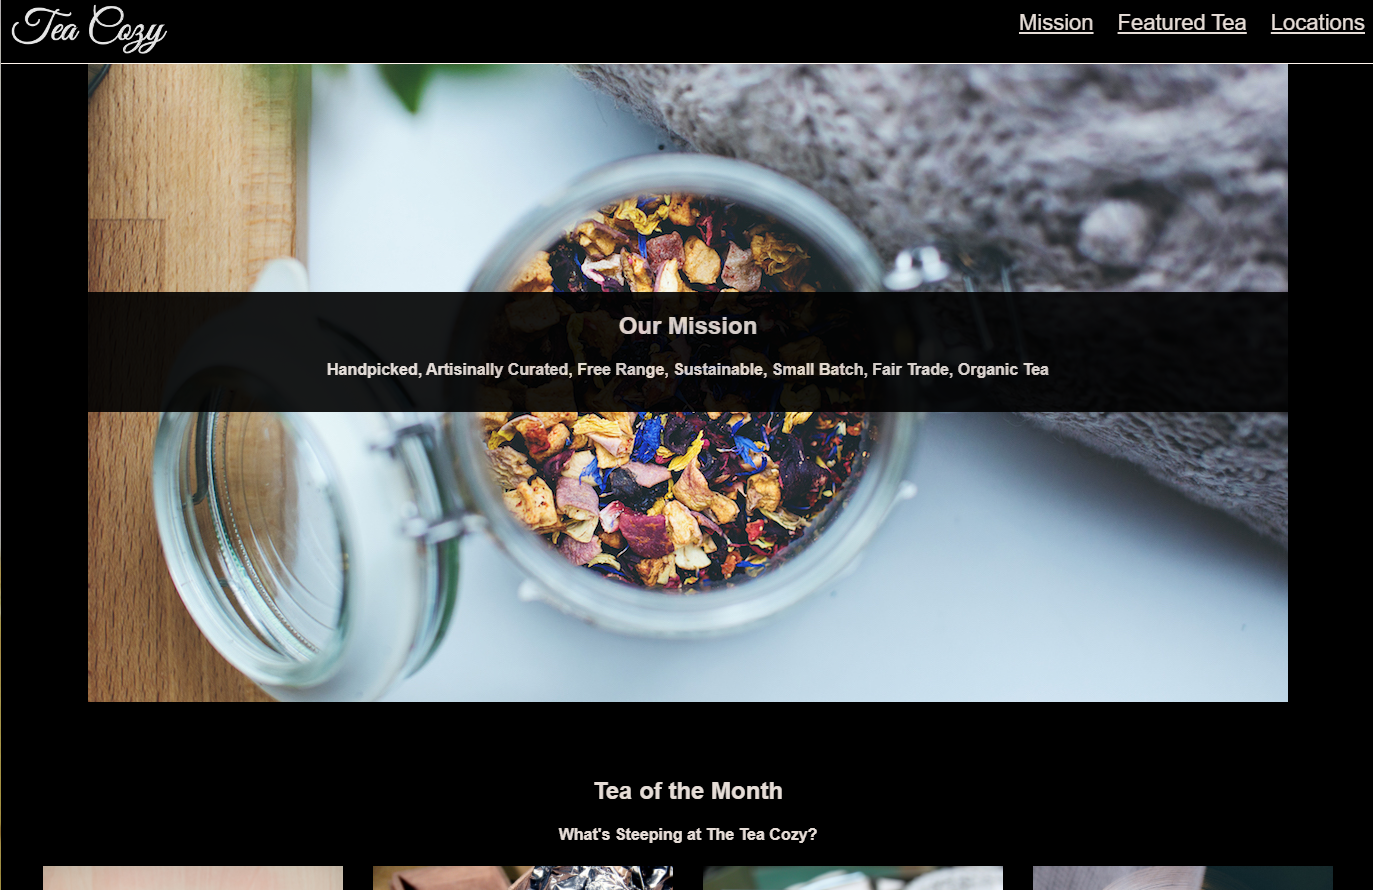 Tea Cozy
Mission Featured Tea Locations
Our Mission
Handpicked, Artisinally Curated, Free Range, Sustainable, Small Batch, Fair Trade, Organic Tea
Tea of the Month
What's Steeping at The Tea Cozy?